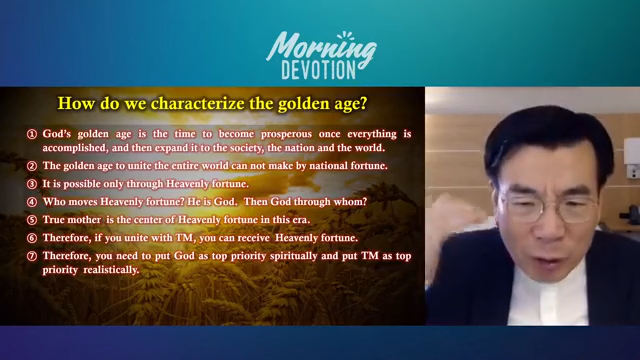 Morning
DEVOTION
How do we characterize the golden age?
① God's golden age is the time to become prosperous once everything is
accomplished, and then expand it to the society, the nation and the world.
② The golden age to unite the entire world can not make by national fortune.
③ It is possible only through Heavenly fortune.
④ Who moves Heavenly fortune? He is God. Then God through whom?
⑤ True mother is the center of Heavenly fortune in this era.
⑥ Therefore, if you unite with TM, you can receive Heavenly fortune.
⑦ Therefore, you need to put God as top priority spiritually and put TM as top
priority realistically.